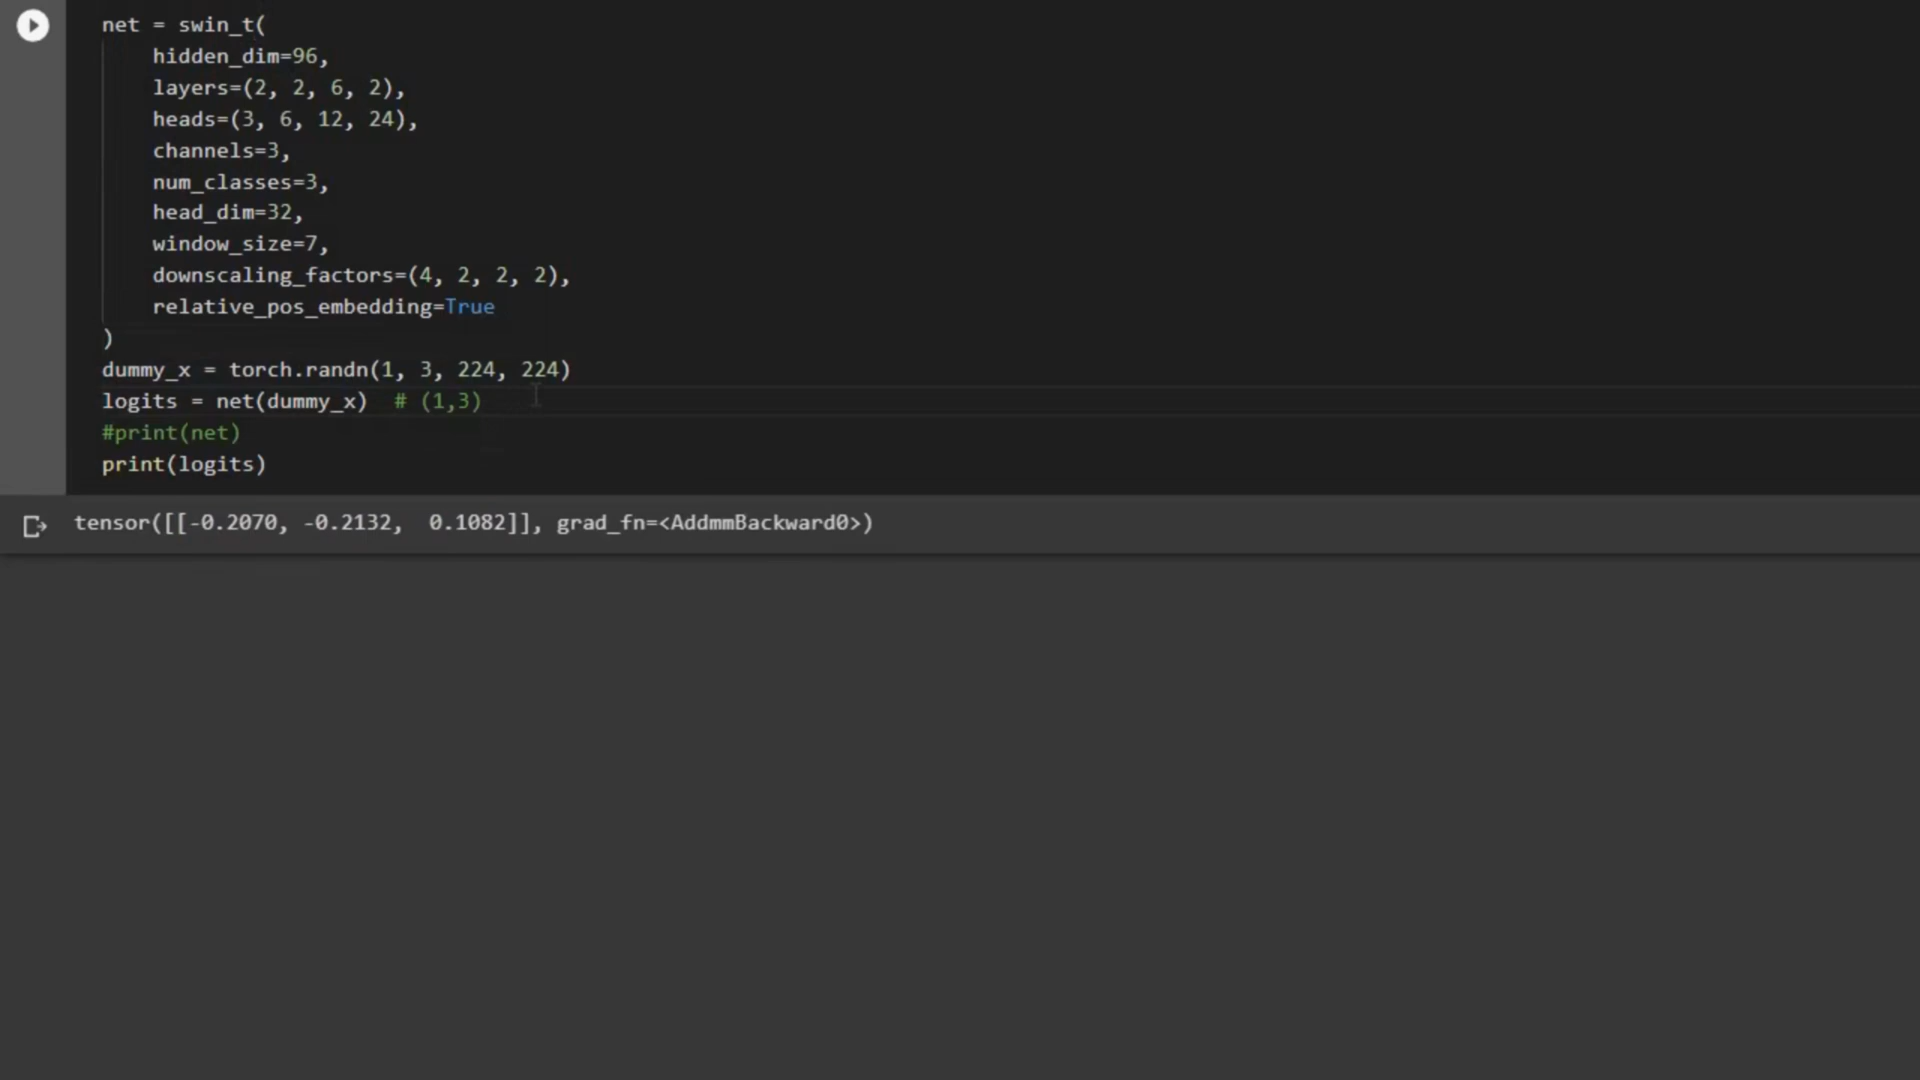 net = swin_t(
    hidden_dim=96,
    layers=(2, 2, 6, 2),
    heads=(3, 6, 12, 24),
    channels=3,
    num_classes=3,
    head_dim=32,
    window_size=7,
    downscaling_factors=(4, 2, 2, 2),
    relative_pos_embedding=True
)
dummy_x = torch.randn(1, 3, 224, 224)
logits = net(dummy_x)  # (1,3)
#print(net)
print(logits)
tensor([[-0.2070, -0.2132,  0.1082]], grad_fn=<AddmmBackward0>)